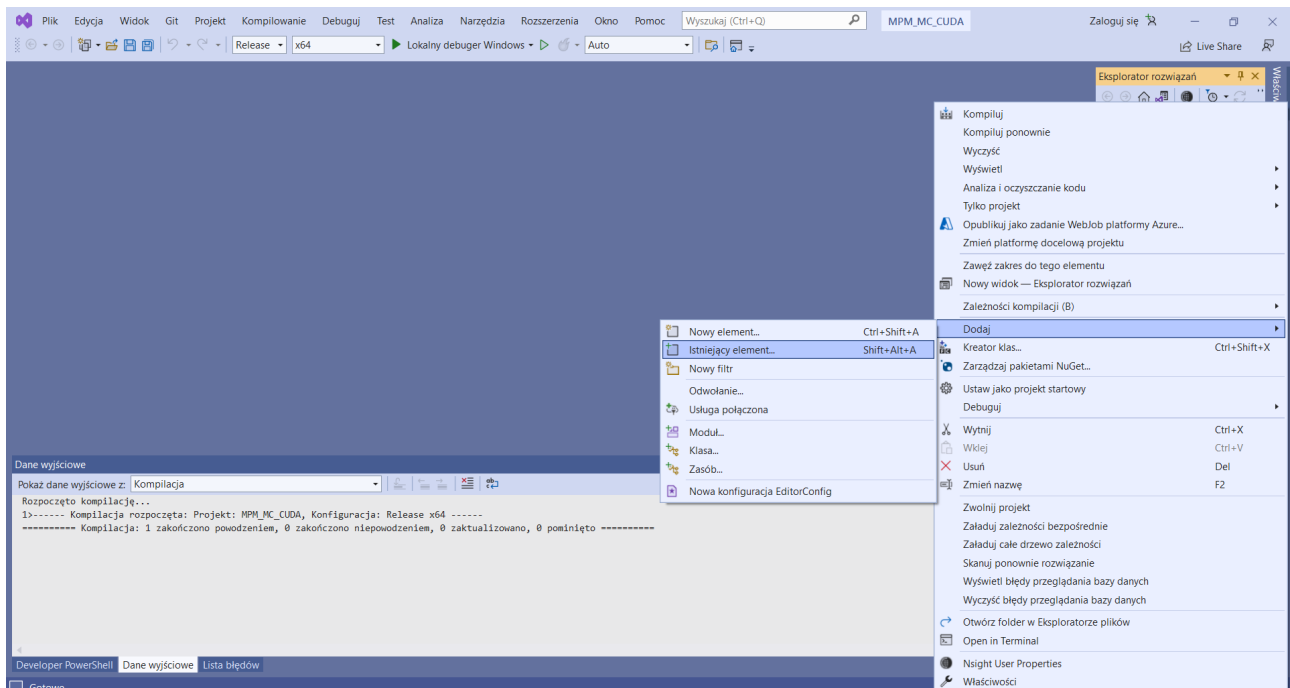 Plik Edycja Widok Git Projekt Kompilowanie Debuguj Test Analiza Narzędzia Rozszerzenia Okno Pomoc Wyszukaj (Ctrl+Q) MPM_MC_CUDA Zaloguj się
Release x64 Lokalny debuger Windows Auto Live Share
Eksplorator rozwiązań
Kompiluj
Kompiluj ponownie
Wyczyść
Wyświetl
Analiza i oczyszczanie kodu
Tylko projekt
Opublikuj jako zadanie WebJob platformy Azure...
Zmień platformę docelową projektu
Zawęź zakres do tego elementu
Nowy widok — Eksplorator rozwiązań
Zależności kompilacji (B)
Dodaj
Kreator klas... Ctrl+Shift+X
Zarządzaj pakietami NuGet...
Ustaw jako projekt startowy
Debuguj
Wytnij Ctrl+X
Wklej Ctrl+V
Usuń Del
Zmień nazwę F2
Zwolnij projekt
Załaduj zależności bezpośrednie
Załaduj całe drzewo zależności
Skanuj ponownie rozwiązanie
Wyświetl błędy przeglądania bazy danych
Wyczyść błędy przeglądania bazy danych
Otwórz folder w Eksploratorze plików
Open in Terminal
Nsight User Properties
Właściwości
Nowy element... Ctrl+Shift+A
Istniejący element... Shift+Alt+A
Nowy filtr
Odwołanie...
Usługa połączona
Moduł...
Klasa...
Zasób...
Nowa konfiguracja EditorConfig
Dane wyjściowe
Pokaż dane wyjściowe z: Kompilacja
Rozpoczęto kompilację...
1>------ Kompilacja rozpoczęta: Projekt: MPM_MC_CUDA, Konfiguracja: Release x64 ------
========== Kompilacja: 1 zakończono powodzeniem, 0 zakończono niepowodzeniem, 0 zaktualizowano, 0 pominięto ==========
Developer PowerShell Dane wyjściowe Lista błędów